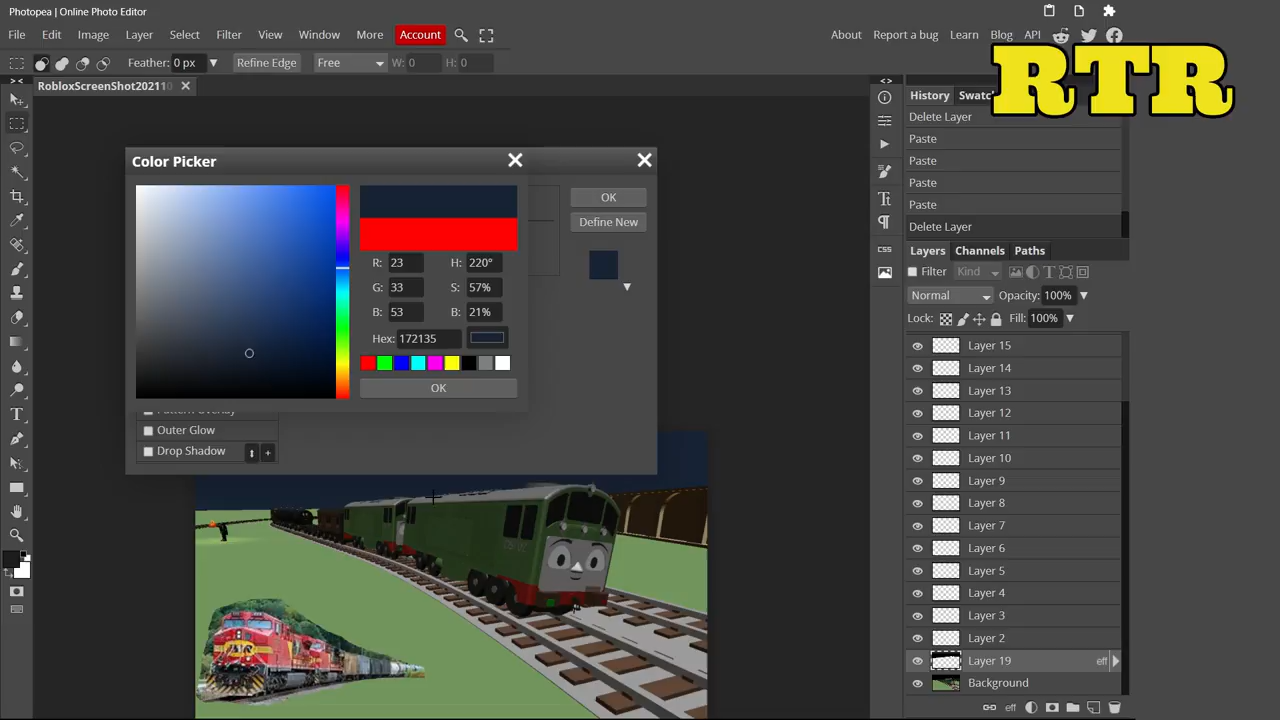 Photopea | Online Photo Editor
File Edit Image Layer Select Filter View Window More Account
About Report a bug Learn Blog API
RTR
Feather: 0 px Refine Edge Free W: 0 H: 0
RobloxScreenShot202110
History Swatc
Delete Layer
Paste
Paste
Paste
Paste
Delete Layer
Color Picker
OK
Define New
R: 23 H: 220°
G: 33 S: 57%
B: 53 B: 21%
Hex: 172135
OK
Outer Glow
Drop Shadow
CSS
Layers Channels Paths
Filter Kind
Normal Opacity: 100%
Lock: Fill: 100%
Layer 15
Layer 14
Layer 13
Layer 12
Layer 11
Layer 10
Layer 9
Layer 8
Layer 7
Layer 6
Layer 5
Layer 4
Layer 3
Layer 2
Layer 19 eff
Background
eff